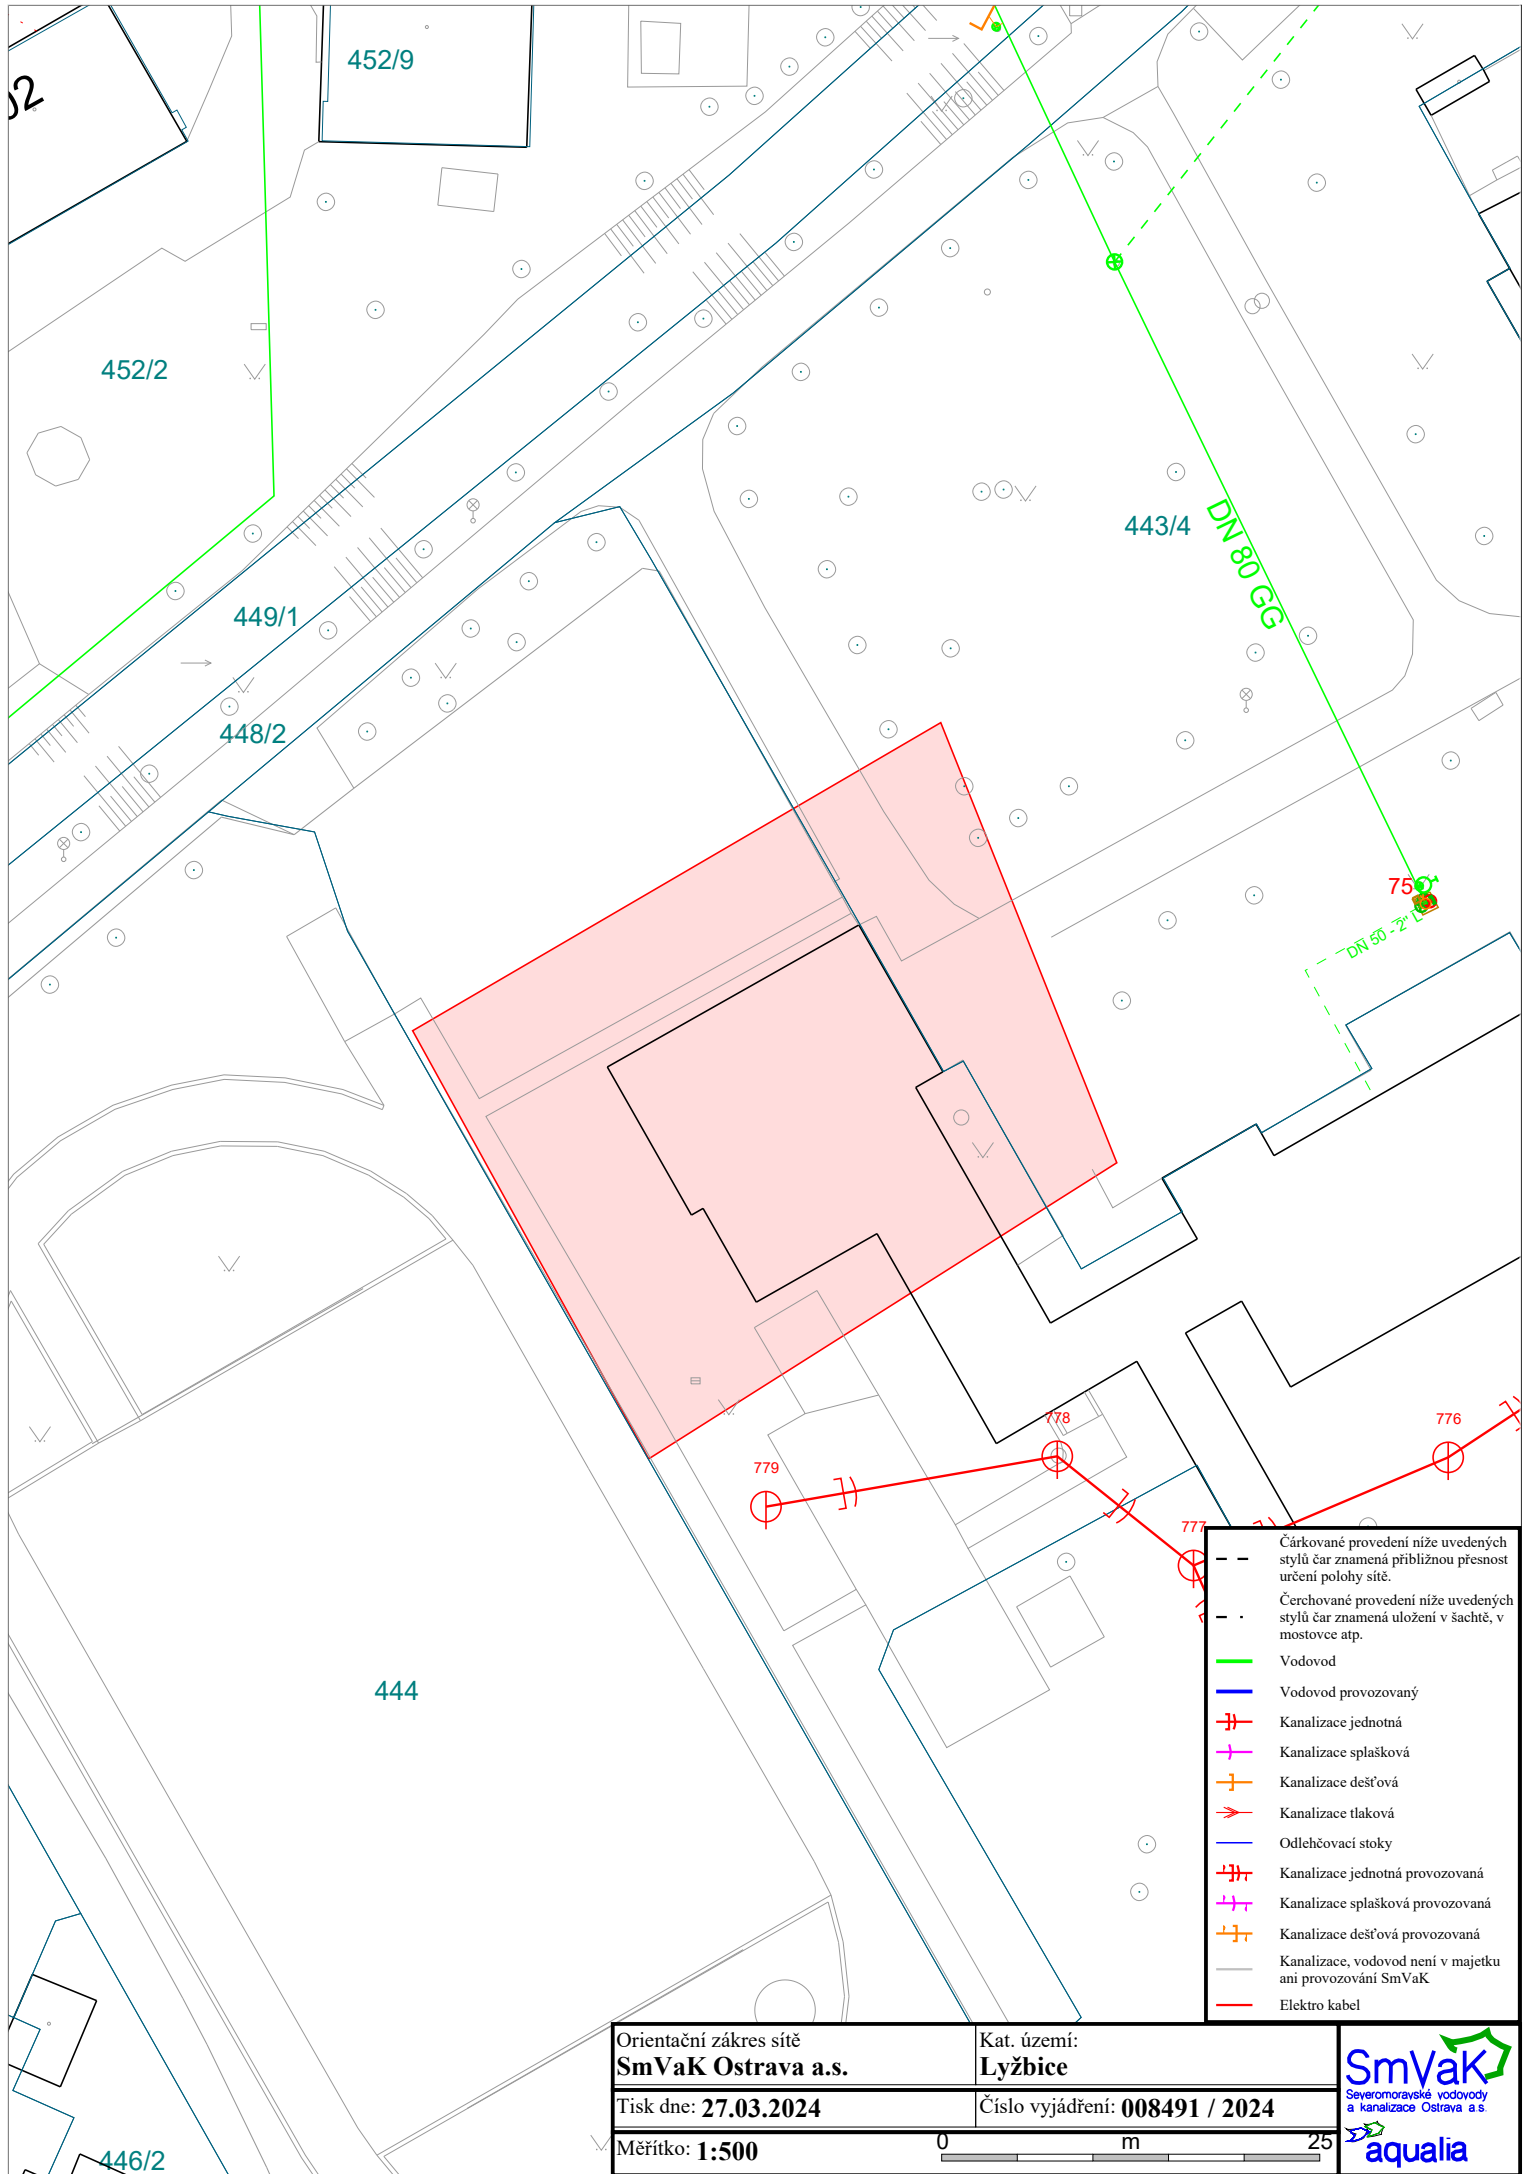 452/9
02
452/2
443/4
DN 80 GG
449/1
448/2
75
DN 50 - 2" L
778
776
779
777
444
446/2
Čárkované provedení níže uvedených
stylů čar znamená přibližnou přesnost
určení polohy sítě.
Čerchované provedení níže uvedených
stylů čar znamená uložení v šachtě, v
mostovce atp.
Vodovod
Vodovod provozovaný
Kanalizace jednotná
Kanalizace splašková
Kanalizace dešťová
Kanalizace tlaková
Odlehčovací stoky
Kanalizace jednotná provozovaná
Kanalizace splašková provozovaná
Kanalizace dešťová provozovaná
Kanalizace, vodovod není v majetku
ani provozování SmVaK
Elektro kabel
Orientační zákres sítě
SmVaK Ostrava a.s.
Kat. území:
Lyžbice
Tisk dne: 27.03.2024
Číslo vyjádření: 008491 / 2024
Měřítko: 1:500
0 m 25
SmVaK
Severomoravské vodovody
a kanalizace Ostrava a.s.
aqualia